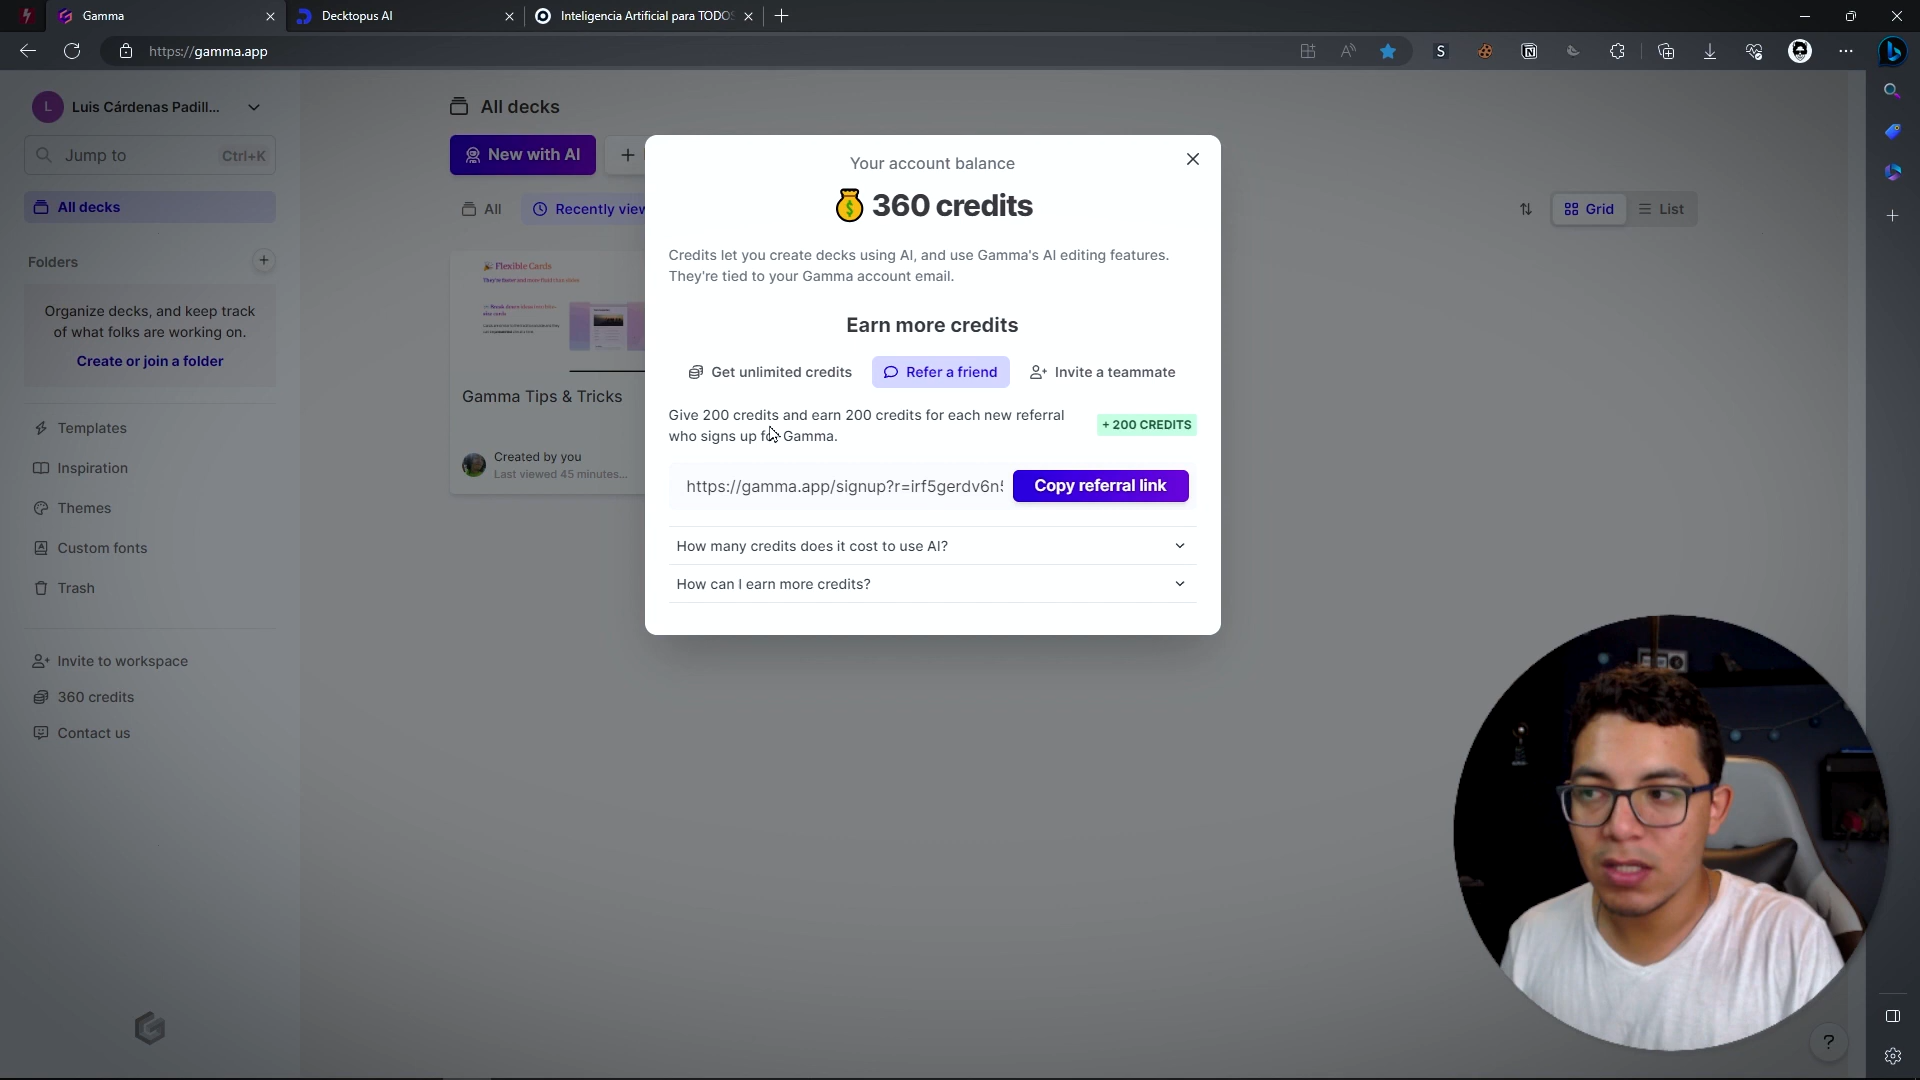 Gamma
Decktopus AI
Inteligencia Artificial para TODOS
https://gamma.app
S
L
Luis Cárdenas Padill...
All decks
Jump to
Ctrl+K
New with AI
All decks
All
Recently view
Grid
List
Folders
Organize decks, and keep track
of what folks are working on.
Create or join a folder
Flexible Cards
Gamma Tips & Tricks
Created by you
Last viewed 45 minutes...
Templates
Inspiration
Themes
Custom fonts
Trash
Invite to workspace
360 credits
Contact us
Your account balance
360 credits
Credits let you create decks using AI, and use Gamma's AI editing features.
They're tied to your Gamma account email.
Earn more credits
Get unlimited credits
Refer a friend
Invite a teammate
Give 200 credits and earn 200 credits for each new referral
who signs up for Gamma.
+ 200 CREDITS
https://gamma.app/signup?r=irf5gerdv6n5
Copy referral link
How many credits does it cost to use AI?
How can I earn more credits?
?